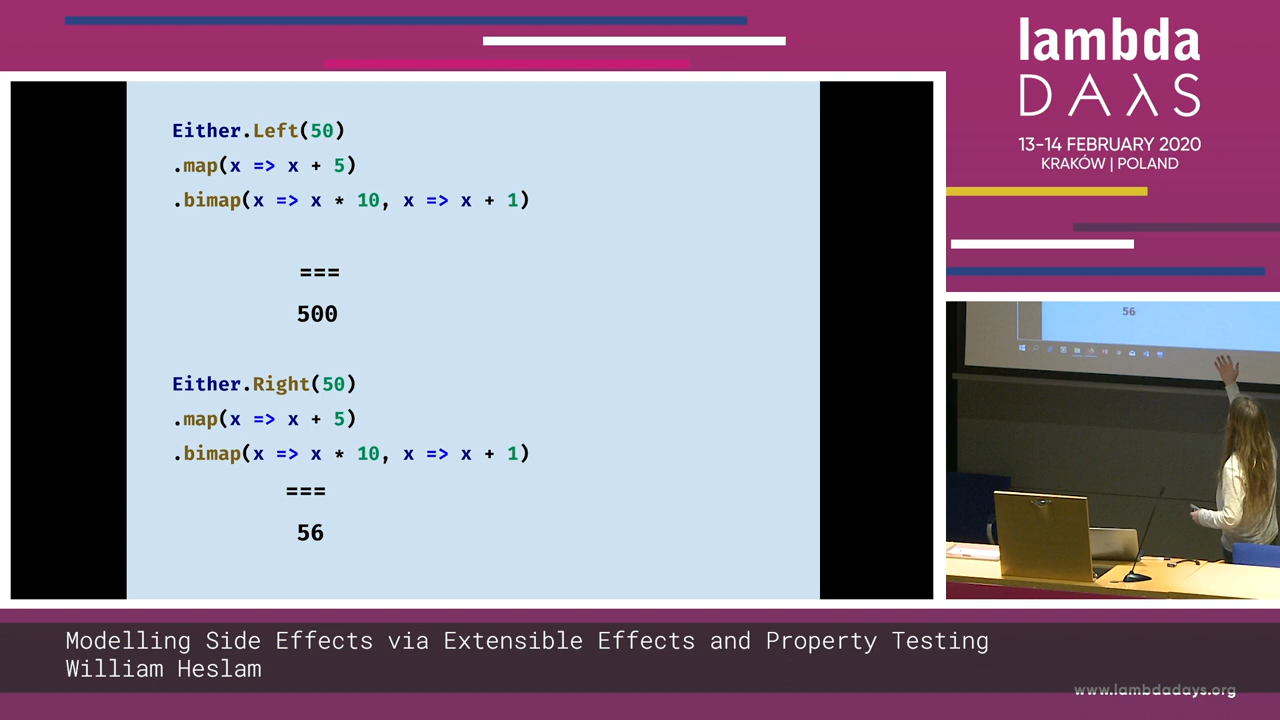 lambda
DAλS
13-14 FEBRUARY 2020
KRAKÓW | POLAND
Either.Left(50)
.map(x => x + 5)
.bimap(x => x * 10, x => x + 1)
===
500
Either.Right(50)
.map(x => x + 5)
.bimap(x => x * 10, x => x + 1)
===
56
56
Modelling Side Effects via Extensible Effects and Property Testing
William Heslam
www.lambdadays.org